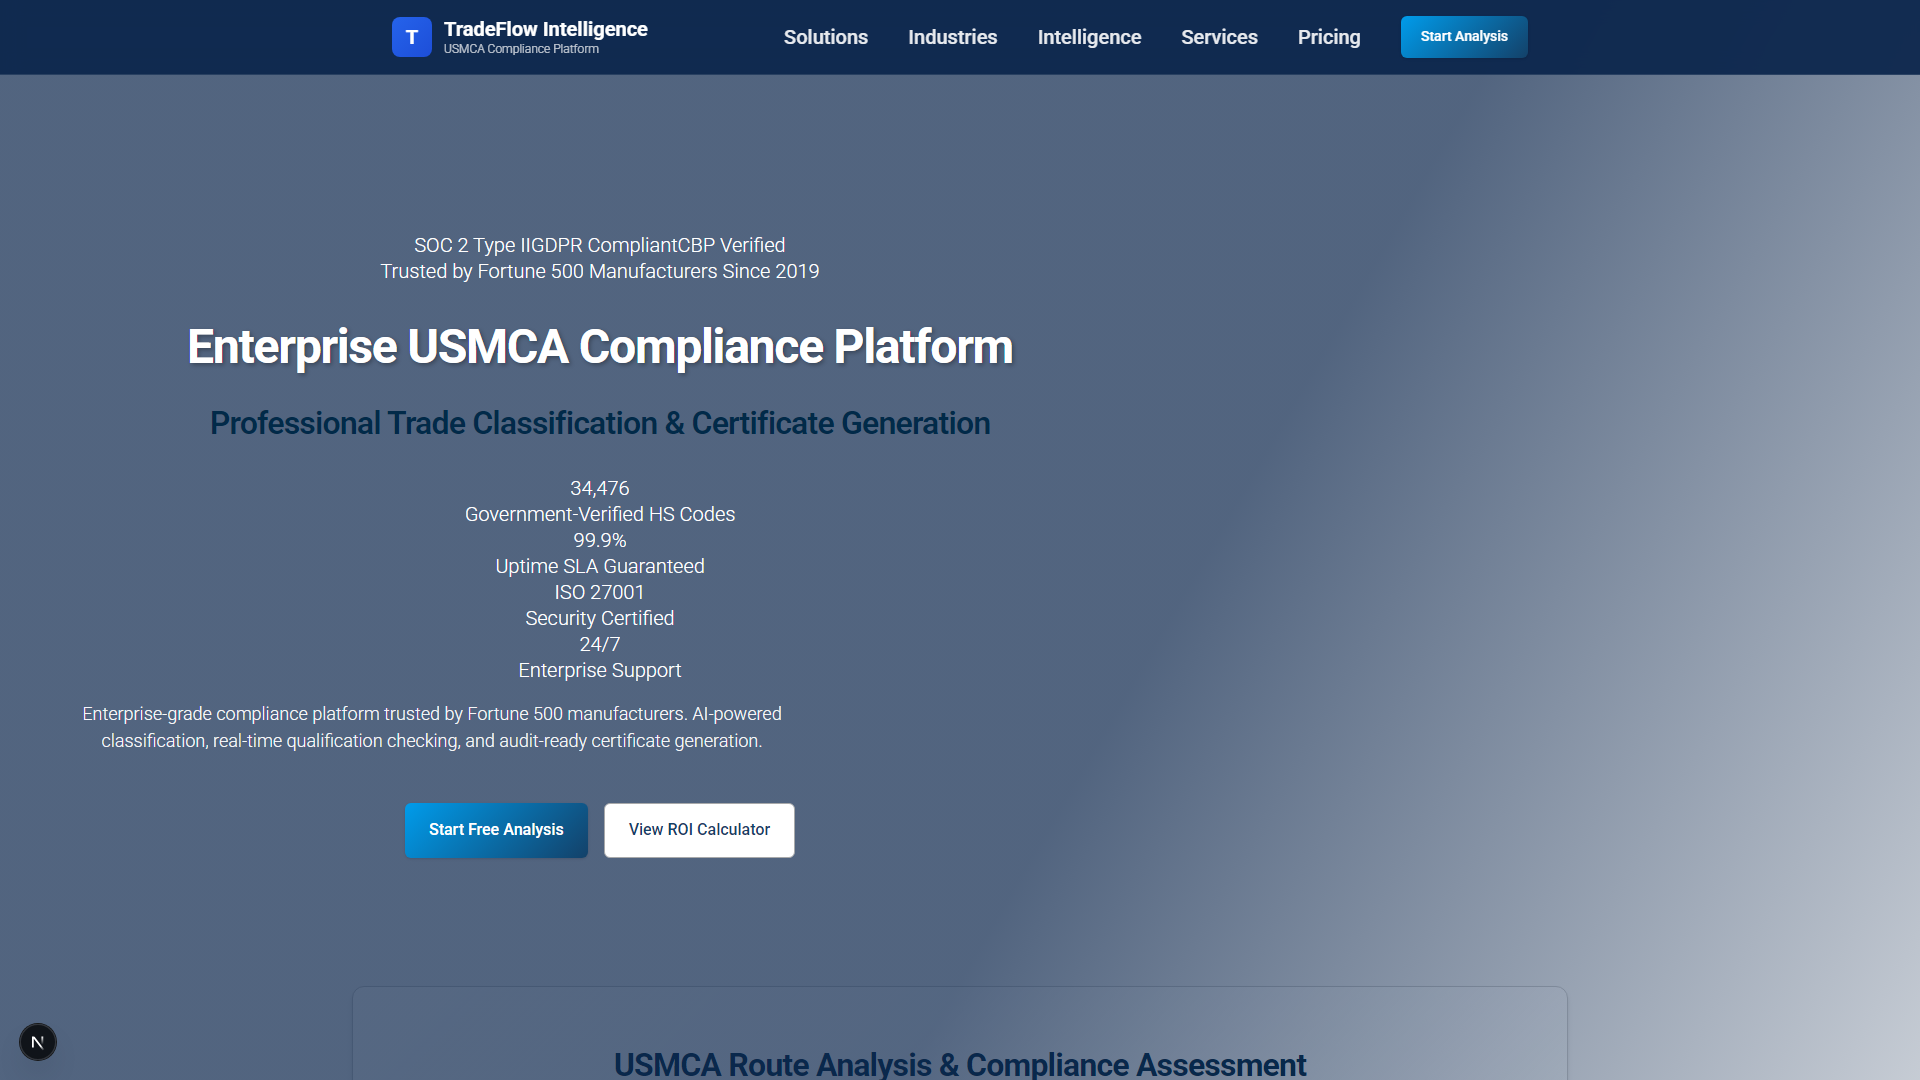 T
TradeFlow Intelligence
USMCA Compliance Platform
Solutions
Industries
Intelligence
Services
Pricing
Start Analysis
SOC 2 Type IIGDPR CompliantCBP Verified
Trusted by Fortune 500 Manufacturers Since 2019
Enterprise USMCA Compliance Platform
Professional Trade Classification & Certificate Generation
34,476
Government-Verified HS Codes
99.9%
Uptime SLA Guaranteed
ISO 27001
Security Certified
24/7
Enterprise Support
Enterprise-grade compliance platform trusted by Fortune 500 manufacturers. AI-powered
classification, real-time qualification checking, and audit-ready certificate generation.
Start Free Analysis
View ROI Calculator
N
USMCA Route Analysis & Compliance Assessment